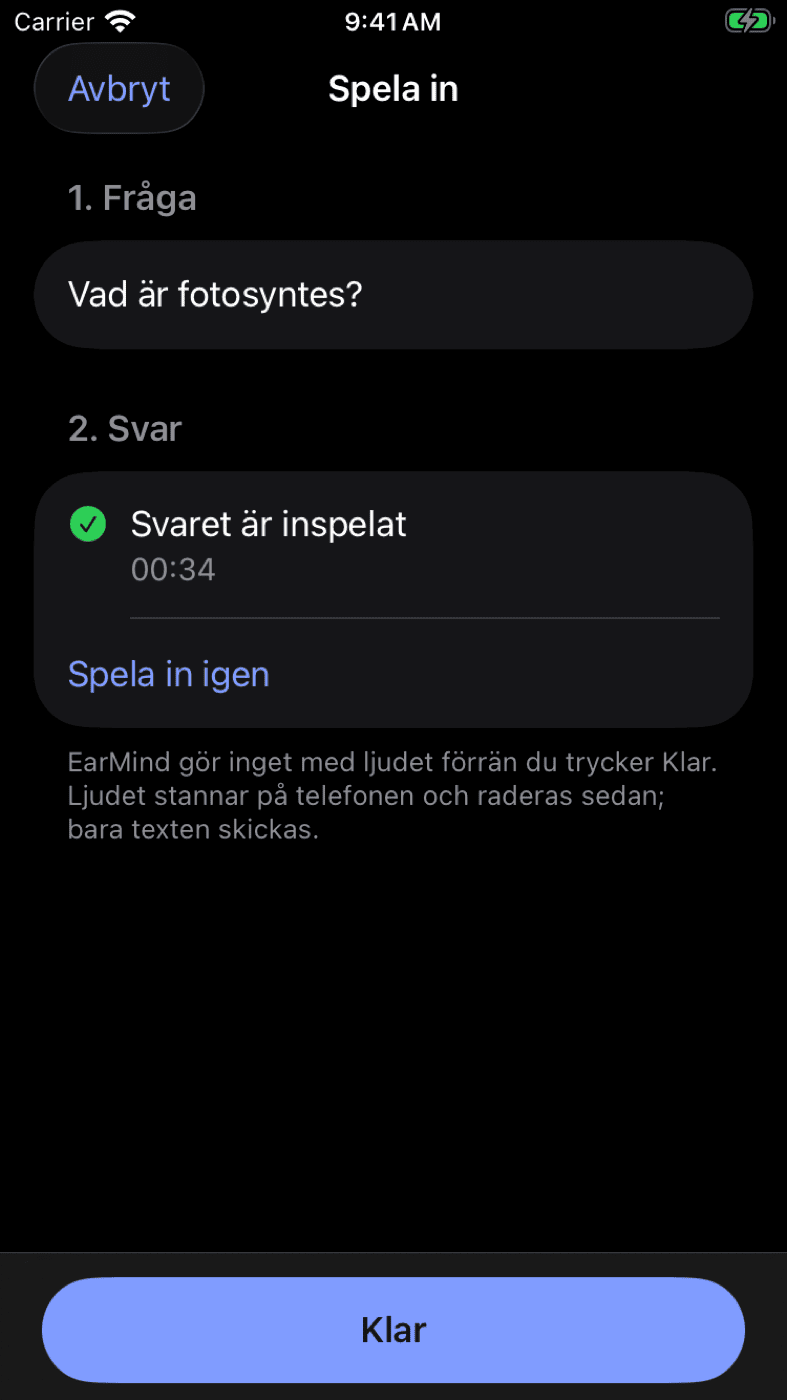 Carrier 9:41 AM
Avbryt Spela in
1. Fråga
Vad är fotosyntes?
2. Svar
Svaret är inspelat
00:34
Spela in igen
EarMind gör inget med ljudet förrän du trycker Klar.
Ljudet stannar på telefonen och raderas sedan;
bara texten skickas.
Klar